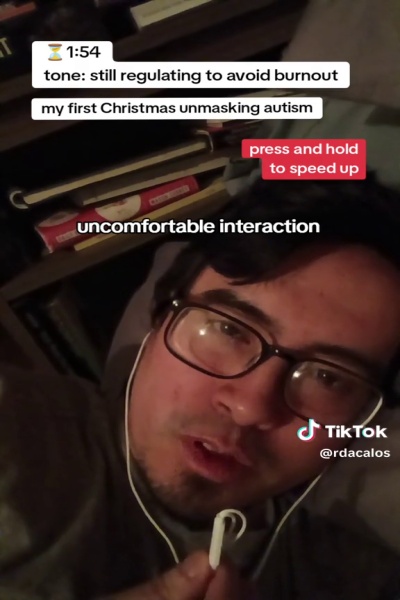 ⏳1:54
tone: still regulating to avoid burnout
my first Christmas unmasking autism
press and hold
to speed up
uncomfortable interaction
TikTok
@rdacalos